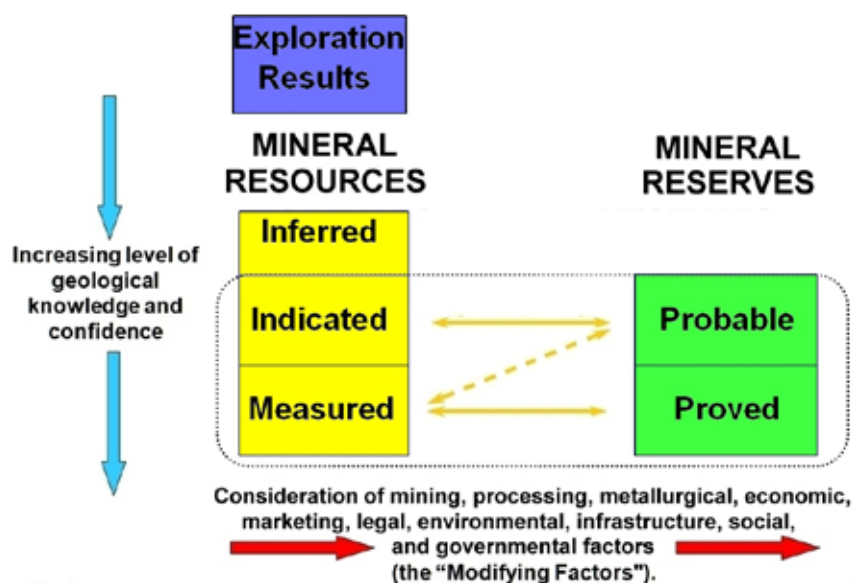 Exploration
Results
MINERAL
RESOURCES
MINERAL
RESERVES
Inferred
Increasing level of
geological
knowledge and
confidence
Indicated
Probable
Measured
Proved
Consideration of mining, processing, metallurgical, economic,
marketing, legal, environmental, infrastructure, social,
and governmental factors
(the “Modifying Factors").